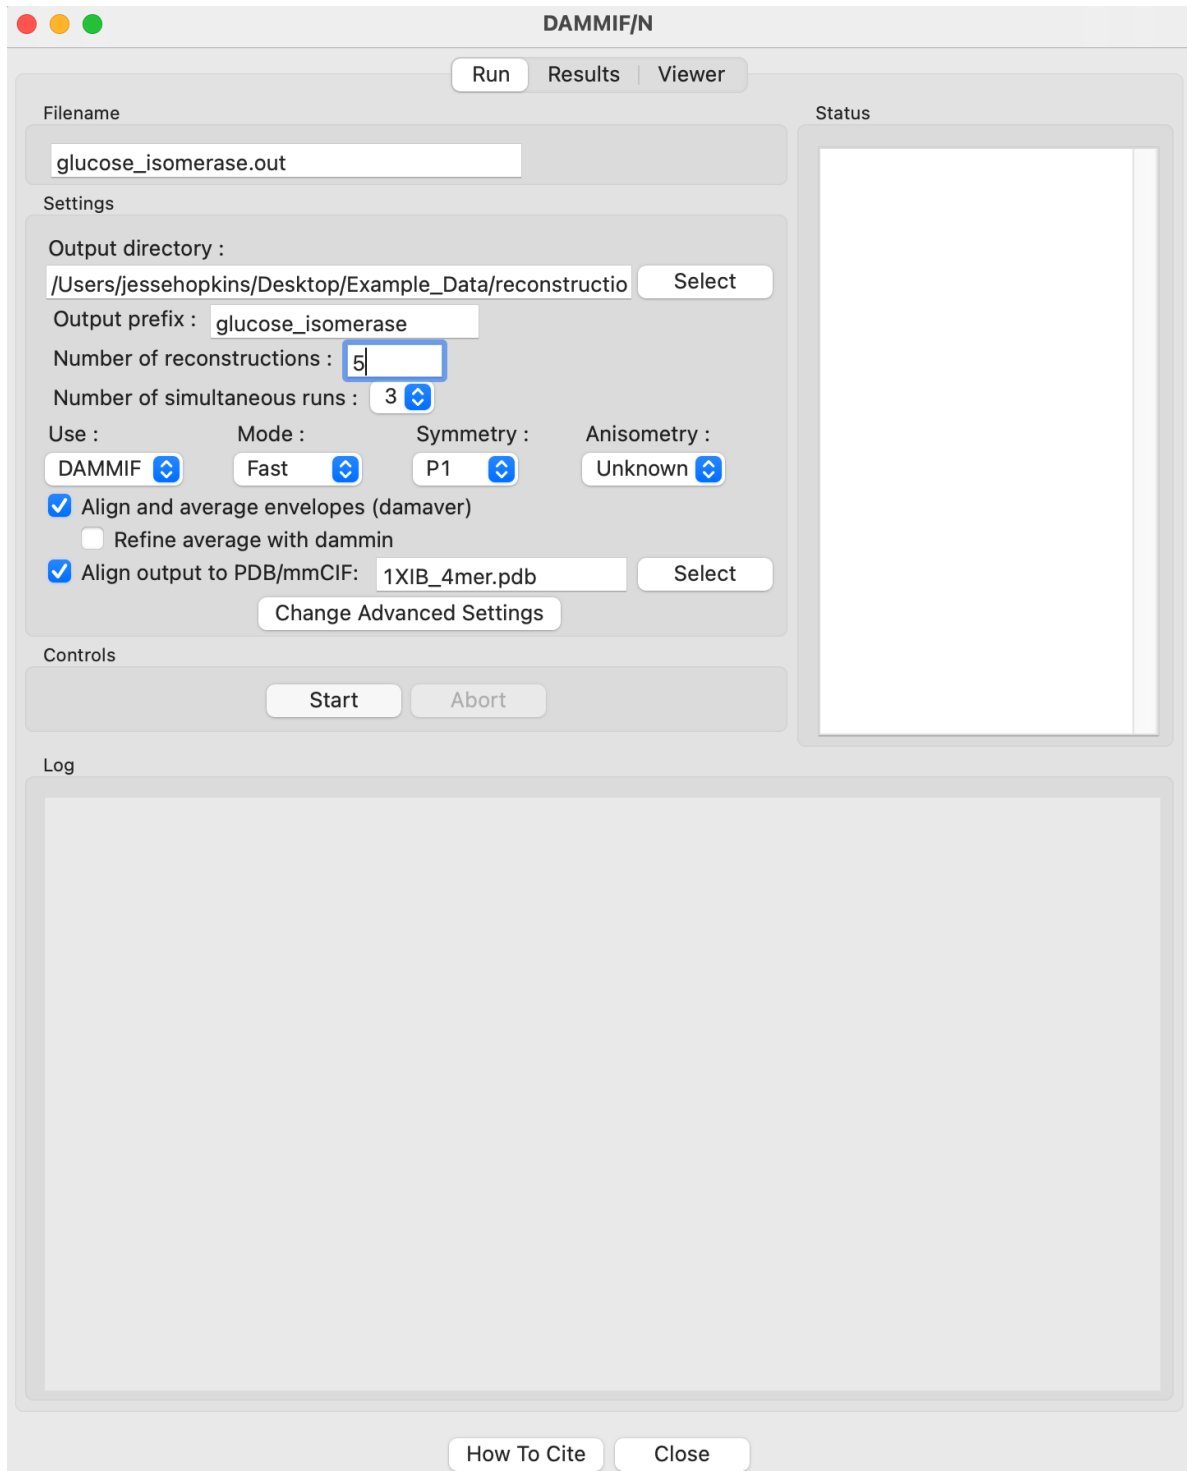 DAMMIF/N
Run Results Viewer
Filename
glucose_isomerase.out
Settings
Output directory :
/Users/jessehopkins/Desktop/Example_Data/reconstructio Select
Output prefix : glucose_isomerase
Number of reconstructions : 5
Number of simultaneous runs : 3
Use : Mode : Symmetry : Anisometry :
DAMMIF Fast P1 Unknown
Align and average envelopes (damaver)
Refine average with dammin
Align output to PDB/mmCIF: 1XIB_4mer.pdb Select
Change Advanced Settings
Controls
Start Abort
Status
Log
How To Cite Close